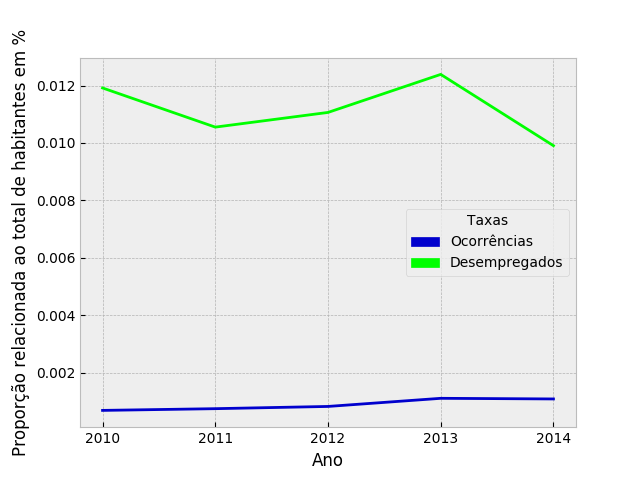 Proporção relacionada ao total de habitantes em %
0.012
0.010
0.008
0.006
0.004
0.002
Taxas
Ocorrências
Desempregados
2010 2011 2012 2013 2014
Ano